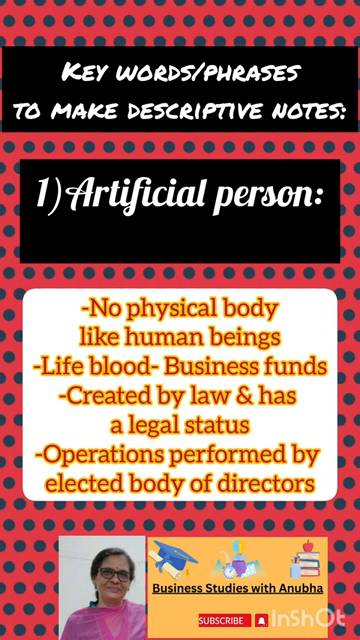 Key words/phrases
to make descriptive notes:
1)Artificial person:
-No physical body
like human beings
-Life blood- Business funds
-Created by law & has
a legal status
-Operations performed by
elected body of directors
Business Studies with Anubha
SUBSCRIBE
InShOt